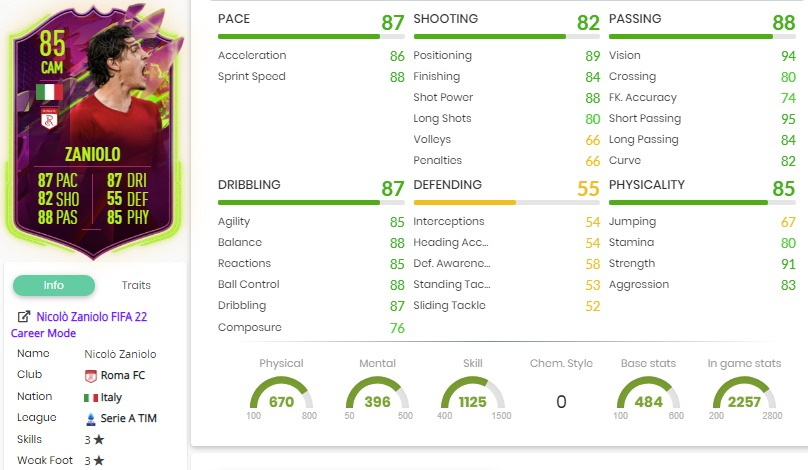 85
CAM
ZANIOLO
87 PAC 87 DRI
82 SHO 55 DEF
88 PAS 85 PHY
Info Traits
Nicolò Zaniolo FIFA 22
Career Mode
Name Nicolò Zaniolo
Club Roma FC
Nation Italy
League Serie A TIM
Skills 3 ★
Weak Foot 3 ★
PACE 87
Acceleration 86
Sprint Speed 88
SHOOTING 82
Positioning 89
Finishing 84
Shot Power 88
Long Shots 80
Volleys 66
Penalties 66
PASSING 88
Vision 94
Crossing 80
FK. Accuracy 74
Short Passing 95
Long Passing 84
Curve 82
DRIBBLING 87
Agility 85
Balance 88
Reactions 85
Ball Control 88
Dribbling 87
Composure 76
DEFENDING 55
Interceptions 54
Heading Acc... 54
Def. Awarene... 58
Standing Tac... 53
Sliding Tackle 52
PHYSICALITY 85
Jumping 67
Stamina 80
Strength 91
Aggression 83
Physical
670
100 800
Mental
396
50 500
Skill
1125
400 1450
Chem. Style
0
Base stats
484
100 600
In game stats
2257
200 2800